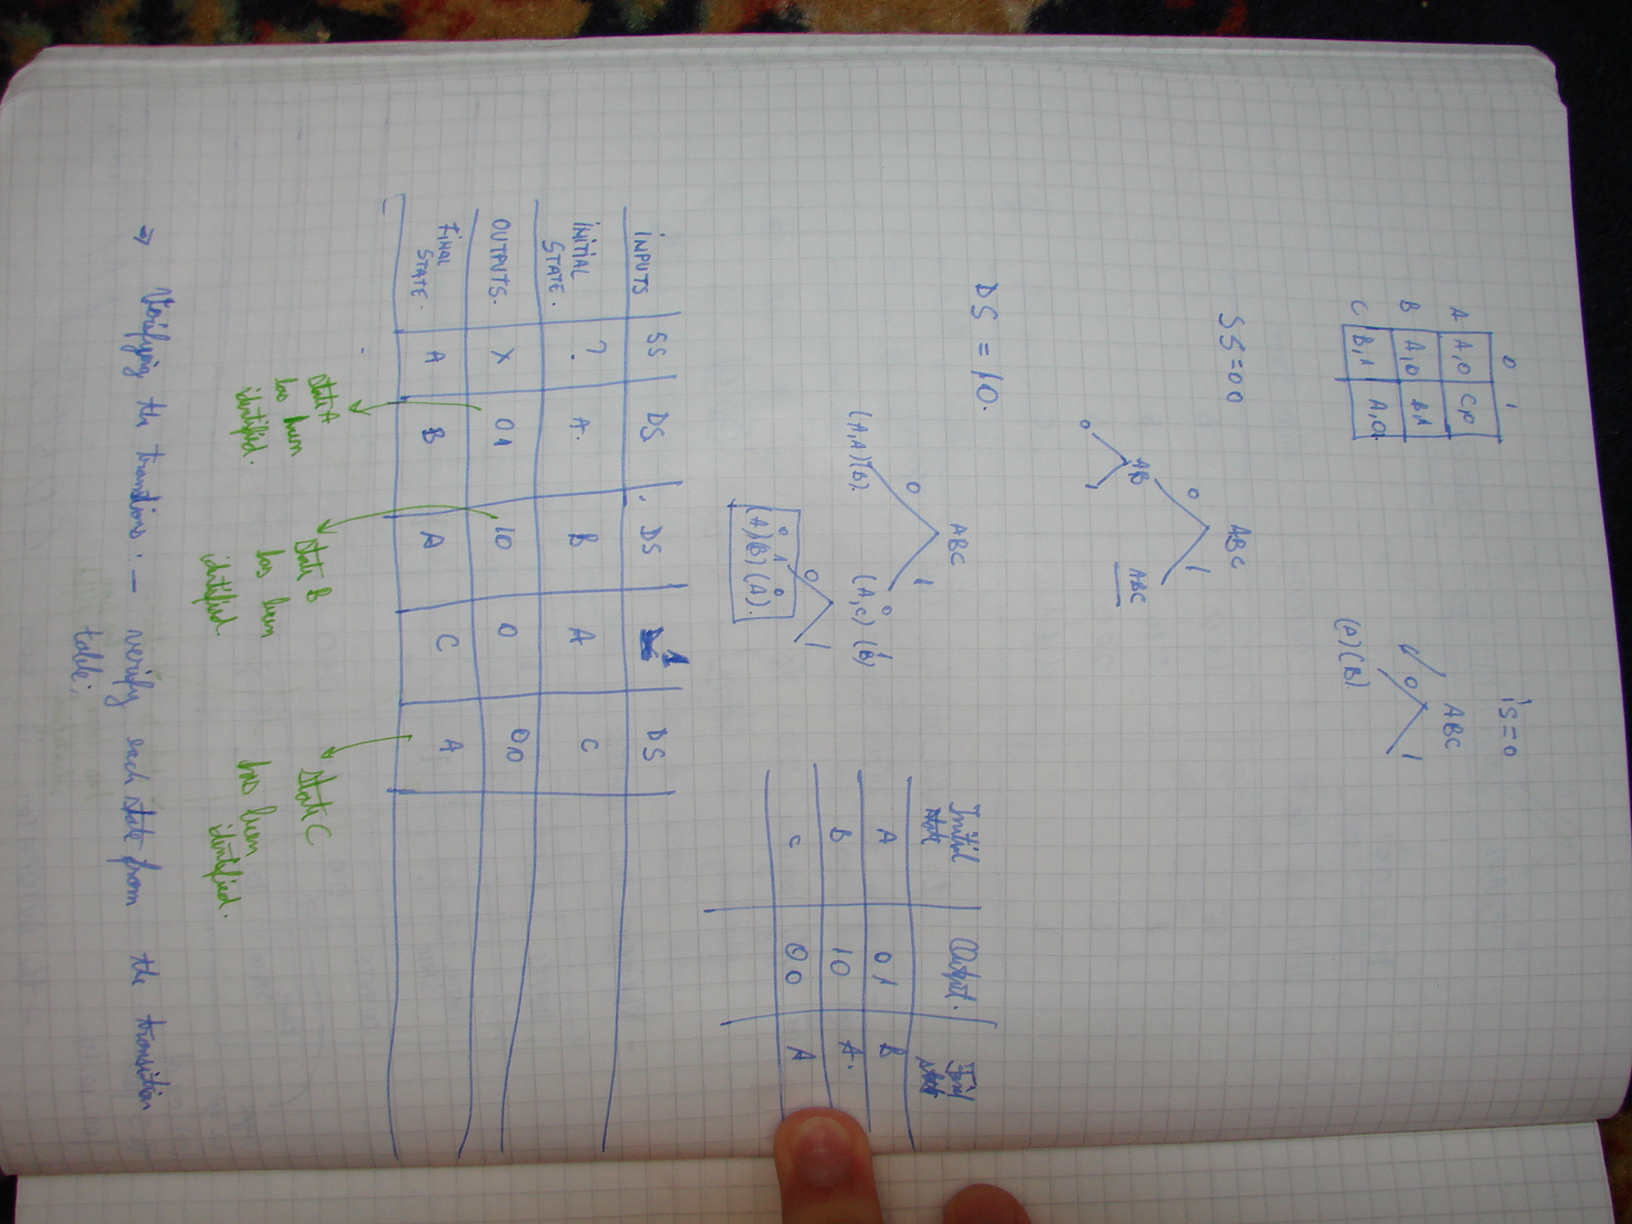 0 1
A A,0 C,0
B A,0 B,1
C B,1 A,0
iS=0
ABC
0 1
(A)(B).
SS=00
ABC
0 1
AB ABC
0 1
DS = 10.
ABC
0 1
(A,A)(B). (A,C) (B)
0 1
0 1 0
(A)(B)(A).
Initial state Output. Final state
A 01 B
B 10 A.
C 00 A
INPUTS SS DS DS 1 DS
INITIAL STATE. ? A. B A C
OUTPUTS. X 01 10 0 00
FINAL STATE. A B A C A
State A
has been
identified.
State B
has been
identified.
State C
has been
identified.
→ Verifying the transitions :- verify each state from the transition
table;